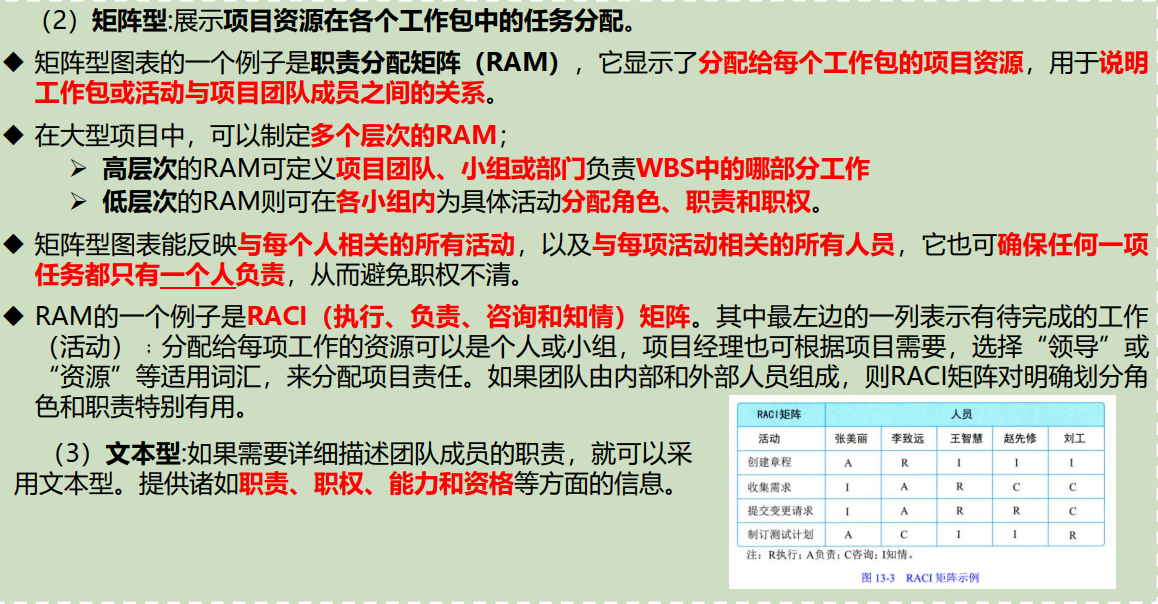 （2）矩阵型:展示项目资源在各个工作包中的任务分配。
◆ 矩阵型图表的一个例子是职责分配矩阵（RAM），它显示了分配给每个工作包的项目资源，用于说明
工作包或活动与项目团队成员之间的关系。
◆ 在大型项目中，可以制定多个层次的RAM；
➢ 高层次的RAM可定义项目团队、小组或部门负责WBS中的哪部分工作
➢ 低层次的RAM则可在各小组内为具体活动分配角色、职责和职权。
◆ 矩阵型图表能反映与每个人相关的所有活动，以及与每项活动相关的所有人员，它也可确保任何一项
任务都只有一个人负责，从而避免职权不清。
◆ RAM的一个例子是RACI（执行、负责、咨询和知情）矩阵。其中最左边的一列表示有待完成的工作
（活动）﹔分配给每项工作的资源可以是个人或小组，项目经理也可根据项目需要，选择“领导”或
“资源”等适用词汇，来分配项目责任。如果团队由内部和外部人员组成，则RACI矩阵对明确划分角
色和职责特别有用。
（3）文本型:如果需要详细描述团队成员的职责，就可以采
用文本型。提供诸如职责、职权、能力和资格等方面的信息。
RACI矩阵 人员
活动 张美丽 李致远 王智慧 赵先修 刘工
创建章程 A R I I I
收集需求 I A R C C
提交变更请求 I A R R C
制订测试计划 A C I I R
注：R执行；A负责；C咨询；I知情。
图 13-3 RACI 矩阵示例